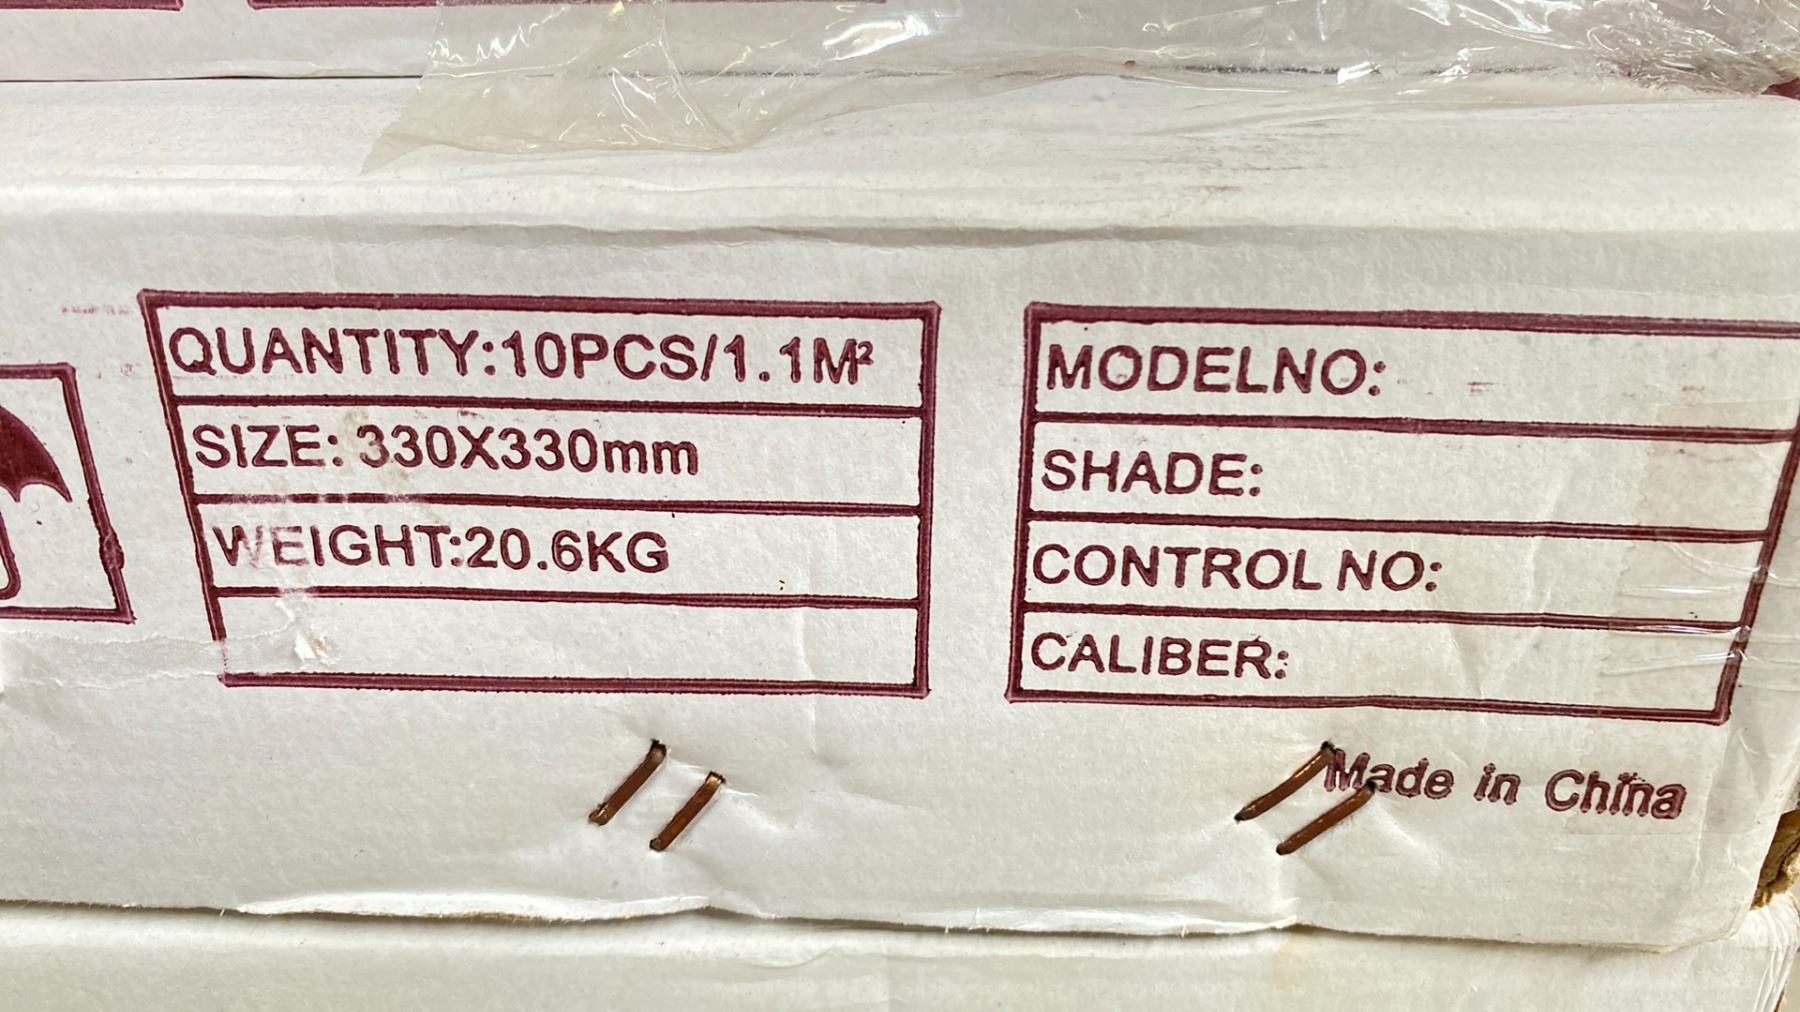 QUANTITY:10PCS/1.1M²
SIZE: 330X330mm
WEIGHT:20.6KG
MODELNO:
SHADE:
CONTROL NO:
CALIBER:
Made in China